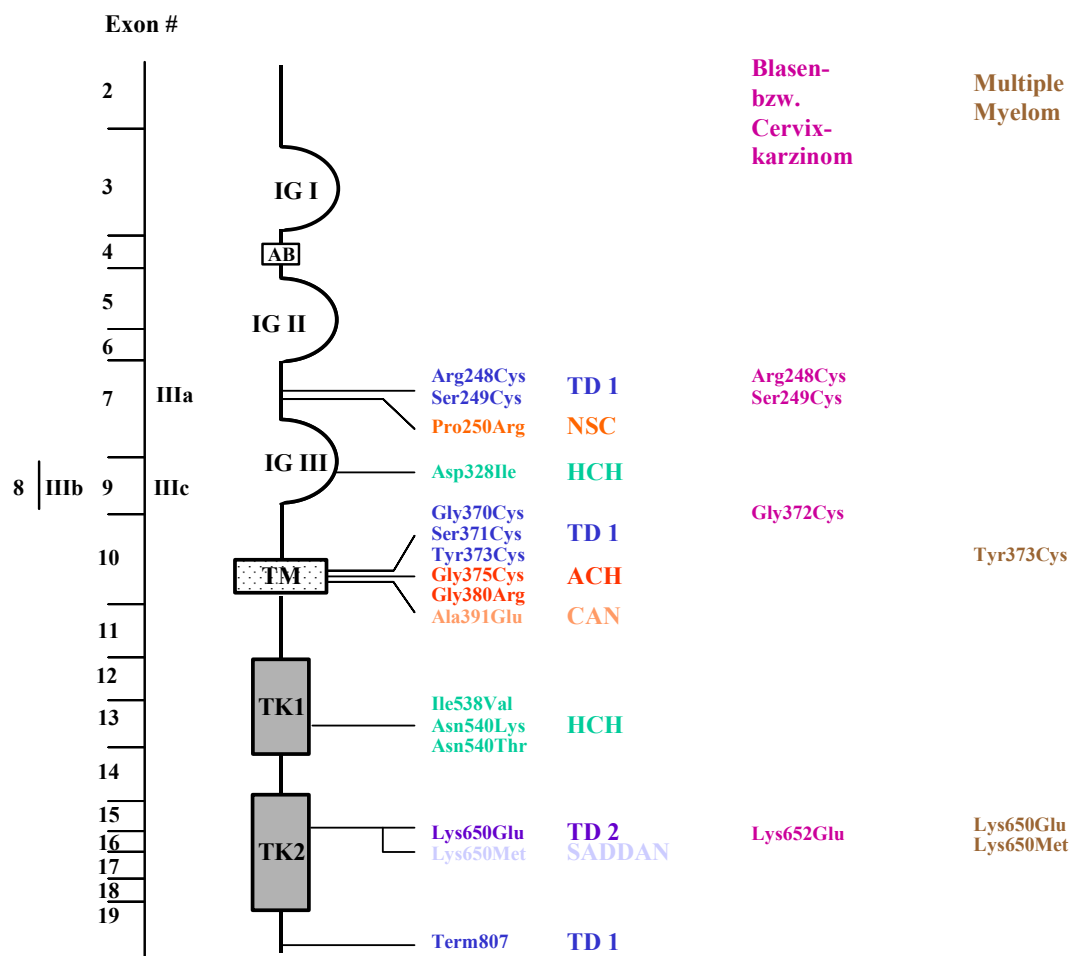 Exon #
Blasen-
bzw.
Cervix-
karzinom
Multiple
Myelom
2
3
IG I
4
AB
5
IG II
6
7
IIIa
Arg248Cys
Ser249Cys
TD 1
Arg248Cys
Ser249Cys
Pro250Arg
NSC
IG III
Asp328Ile
HCH
8
IIIb
9
IIIc
10
Gly370Cys
Ser371Cys
Tyr373Cys
TD 1
Gly372Cys
Tyr373Cys
TM
Gly375Cys
Gly380Arg
ACH
Ala391Glu
CAN
11
12
TK1
13
Ile538Val
Asn540Lys
Asn540Thr
HCH
14
15
16
17
18
19
TK2
Lys650Glu
TD 2
Lys652Glu
Lys650Glu
Lys650Met
SADDAN
Lys650Met
Term807
TD 1